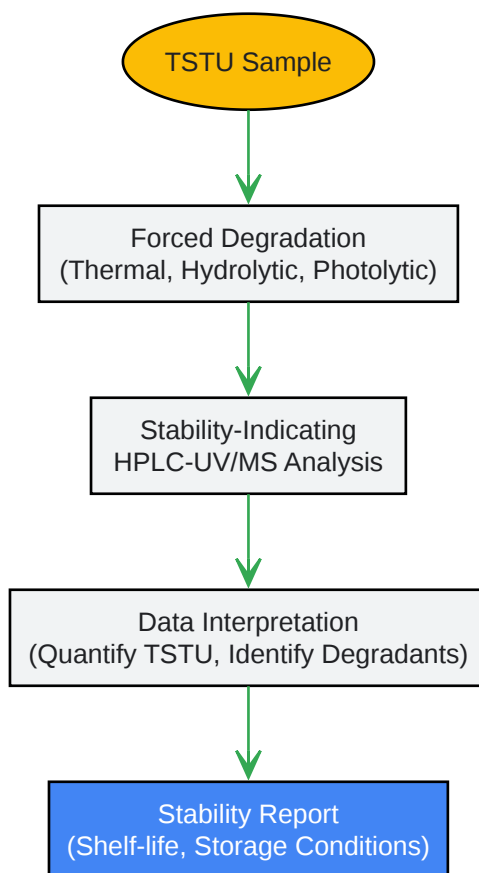 TSTU Sample
Forced Degradation
(Thermal, Hydrolytic, Photolytic)
Stability-Indicating
HPLC-UV/MS Analysis
Data Interpretation
(Quantify TSTU, Identify Degradants)
Stability Report
(Shelf-life, Storage Conditions)